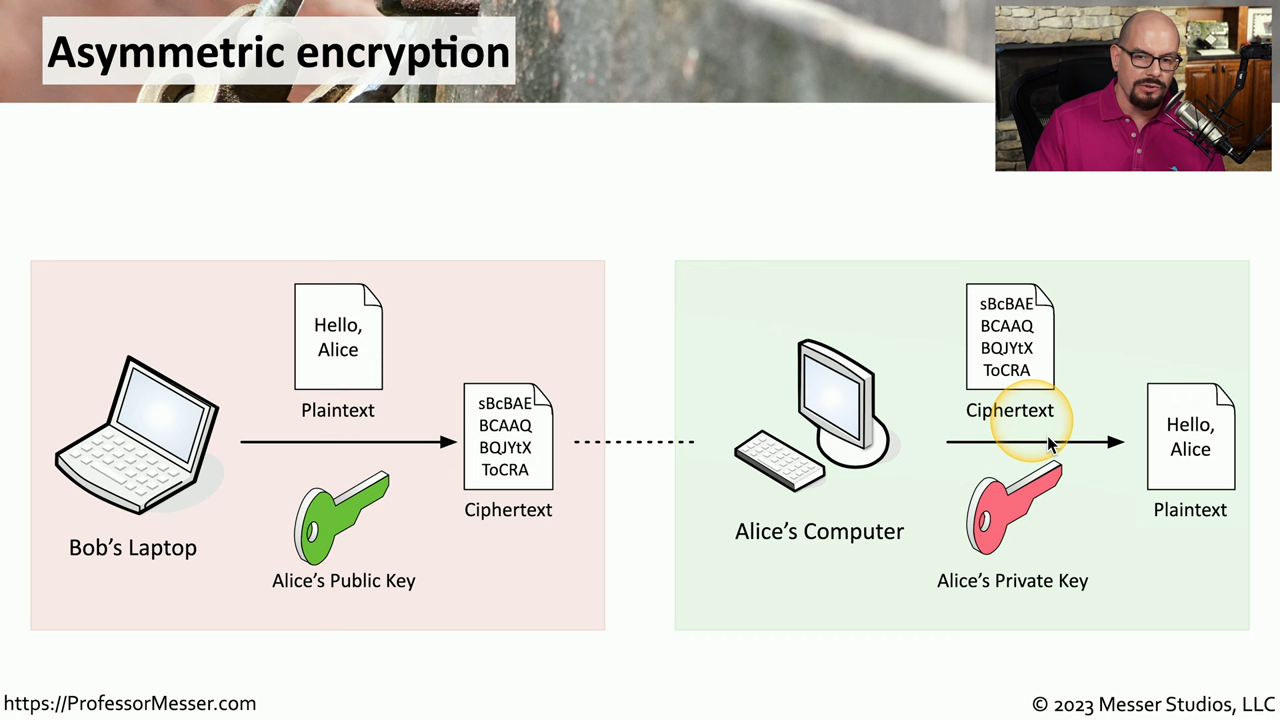 Asymmetric encryption
Hello,
Alice
Plaintext
sBcBAE
BCAAQ
BQJYtX
ToCRA
Ciphertext
Bob's Laptop
Alice's Public Key
sBcBAE
BCAAQ
BQJYtX
ToCRA
Ciphertext
Hello,
Alice
Plaintext
Alice's Computer
Alice's Private Key
https://ProfessorMesser.com
© 2023 Messer Studios, LLC